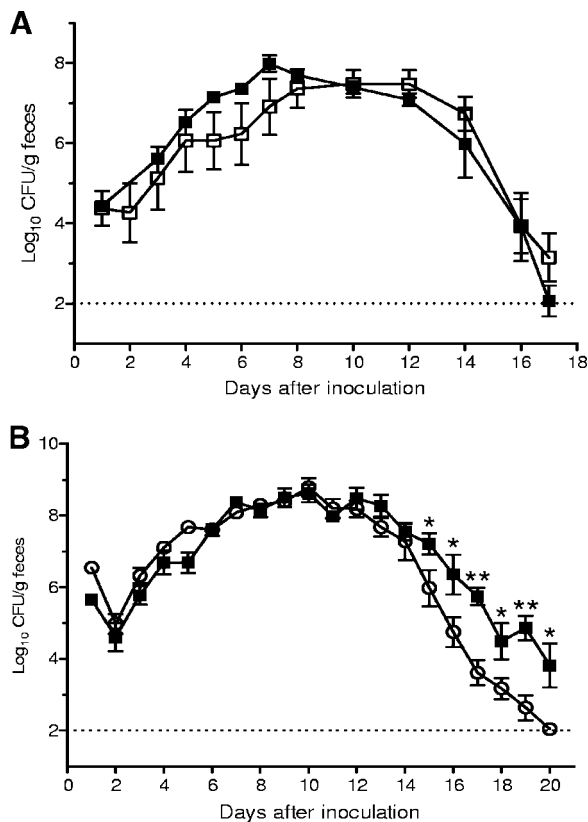 A
Log10 CFU/g feces
8
6
4
2
0 2 4 6 8 10 12 14 16 18
Days after inoculation
B
Log10 CFU/g feces
10
8
6
4
2
* * ** * ** *
0 2 4 6 8 10 12 14 16 18 20
Days after inoculation